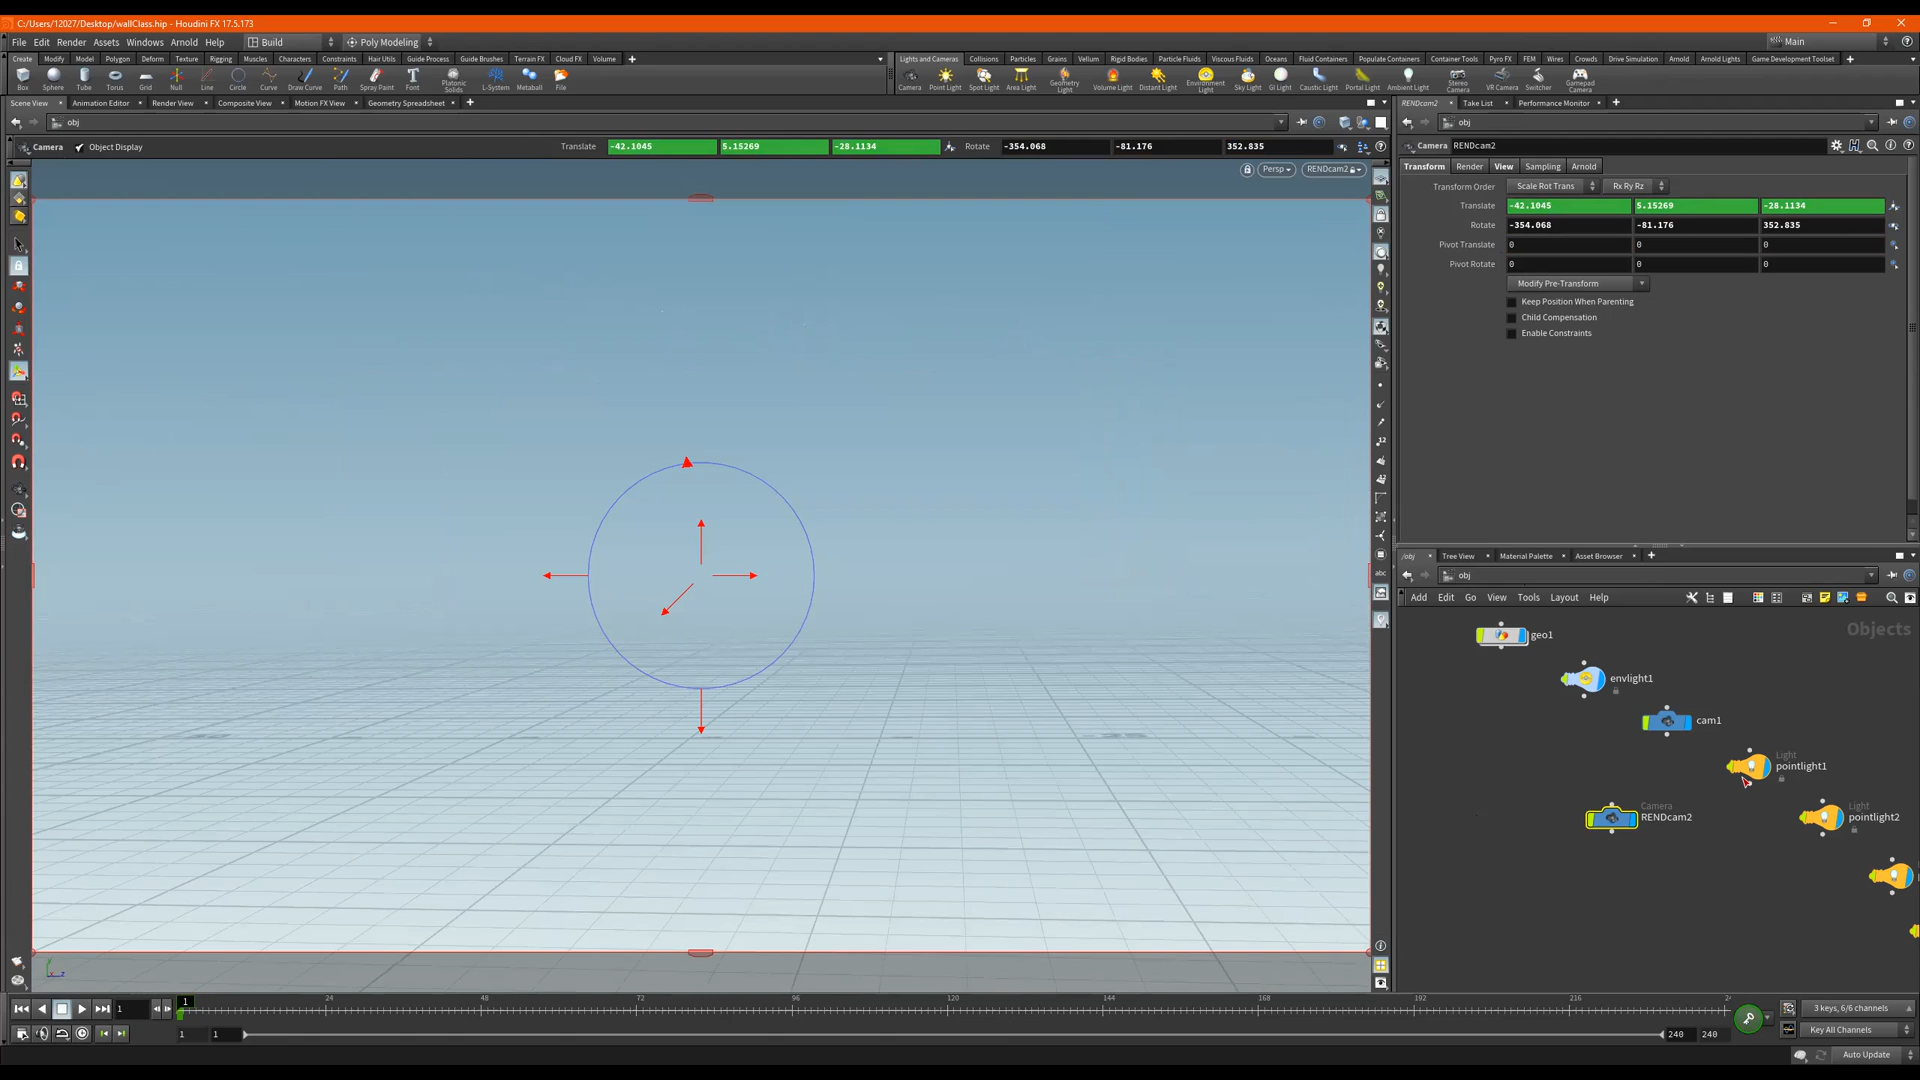 C:/Users/12027/Desktop/wallClass.hip - Houdini FX 17.5.173
File Edit Render Assets Windows Arnold Help Build Poly Modeling Main
Create Modify Model Polygon Deform Texture Rigging Muscles Characters Constraints Hair Utils Guide Process Guide Brushes Terrain FX Cloud FX Volume
Lights and Cameras Collisions Particles Grains Vellum Rigid Bodies Particle Fluids Viscous Fluids Oceans Fluid Containers Populate Containers Container Tools Pyro FX FEM Wires Crowds Drive Simulation Arnold Arnold Lights Game Development Toolset
Box Sphere Tube Torus Grid Null Line Circle Curve Draw Curve Path Spray Paint Font Platonic Solids L-System Metaball File
Camera Point Light Spot Light Area Light Geometry Light Volume Light Distant Light Environment Light Sky Light GI Light Caustic Light Portal Light Ambient Light Stereo Camera VR Camera Switcher Gamepad Camera
Scene View Animation Editor Render View Composite View Motion FX View Geometry Spreadsheet
RENDcam2 Take List Performance Monitor
obj
obj
Camera Object Display Translate -42.1045 5.15269 -28.1134 Rotate -354.068 -81.176 352.835
Camera RENDcam2
Persp RENDcam2
Transform Render View Sampling Arnold
Transform Order Scale Rot Trans Rx Ry Rz
Translate -42.1045 5.15269 -28.1134
Rotate -354.068 -81.176 352.835
Pivot Translate 0 0 0
Pivot Rotate 0 0 0
Modify Pre-Transform
Keep Position When Parenting
Child Compensation
Enable Constraints
/obj Tree View Material Palette Asset Browser
obj
Add Edit Go View Tools Layout Help
Objects
geo1
envlight1
cam1
Light
pointlight1
Camera
RENDcam2
Light
pointlight2
abc
1 1 24 48 72 96 120 144 168 192 216
3 keys, 6/6 channels
1 1 240 240
Key All Channels
Auto Update